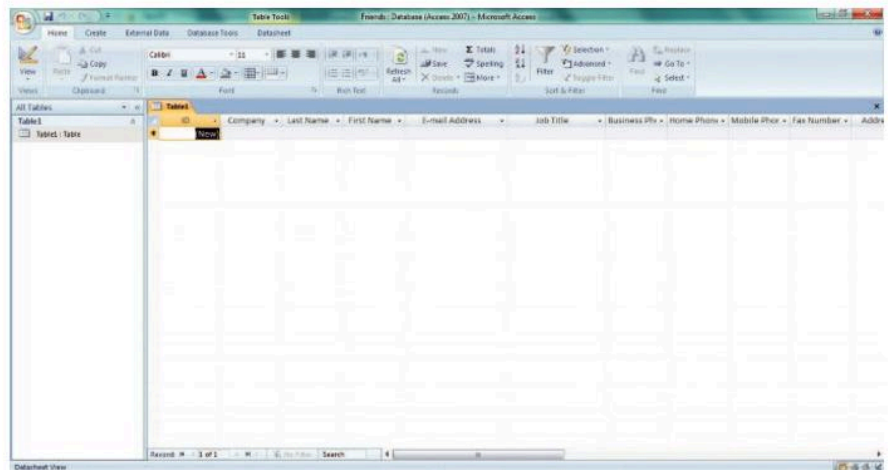 Table Tools
Friends : Database (Access 2007) - Microsoft Access
Home Create External Data Database Tools Datasheet
View
Paste
Cut
Copy
Format Painter
Views
Clipboard
Calibri
11
B I U A
Font
Rich Text
Refresh
All
New
Save
Delete
Totals
Spelling
More
Records
Filter
Selection
Advanced
Toggle Filter
Sort & Filter
Find
Replace
Go To
Select
Find
All Tables
Table1
Table1 : Table
Table1
ID Company Last Name First Name E-mail Address Job Title Business Ph Home Phone Mobile Phor Fax Number Addre
(New)
Record: 1 of 1 No Filter Search
Datasheet View